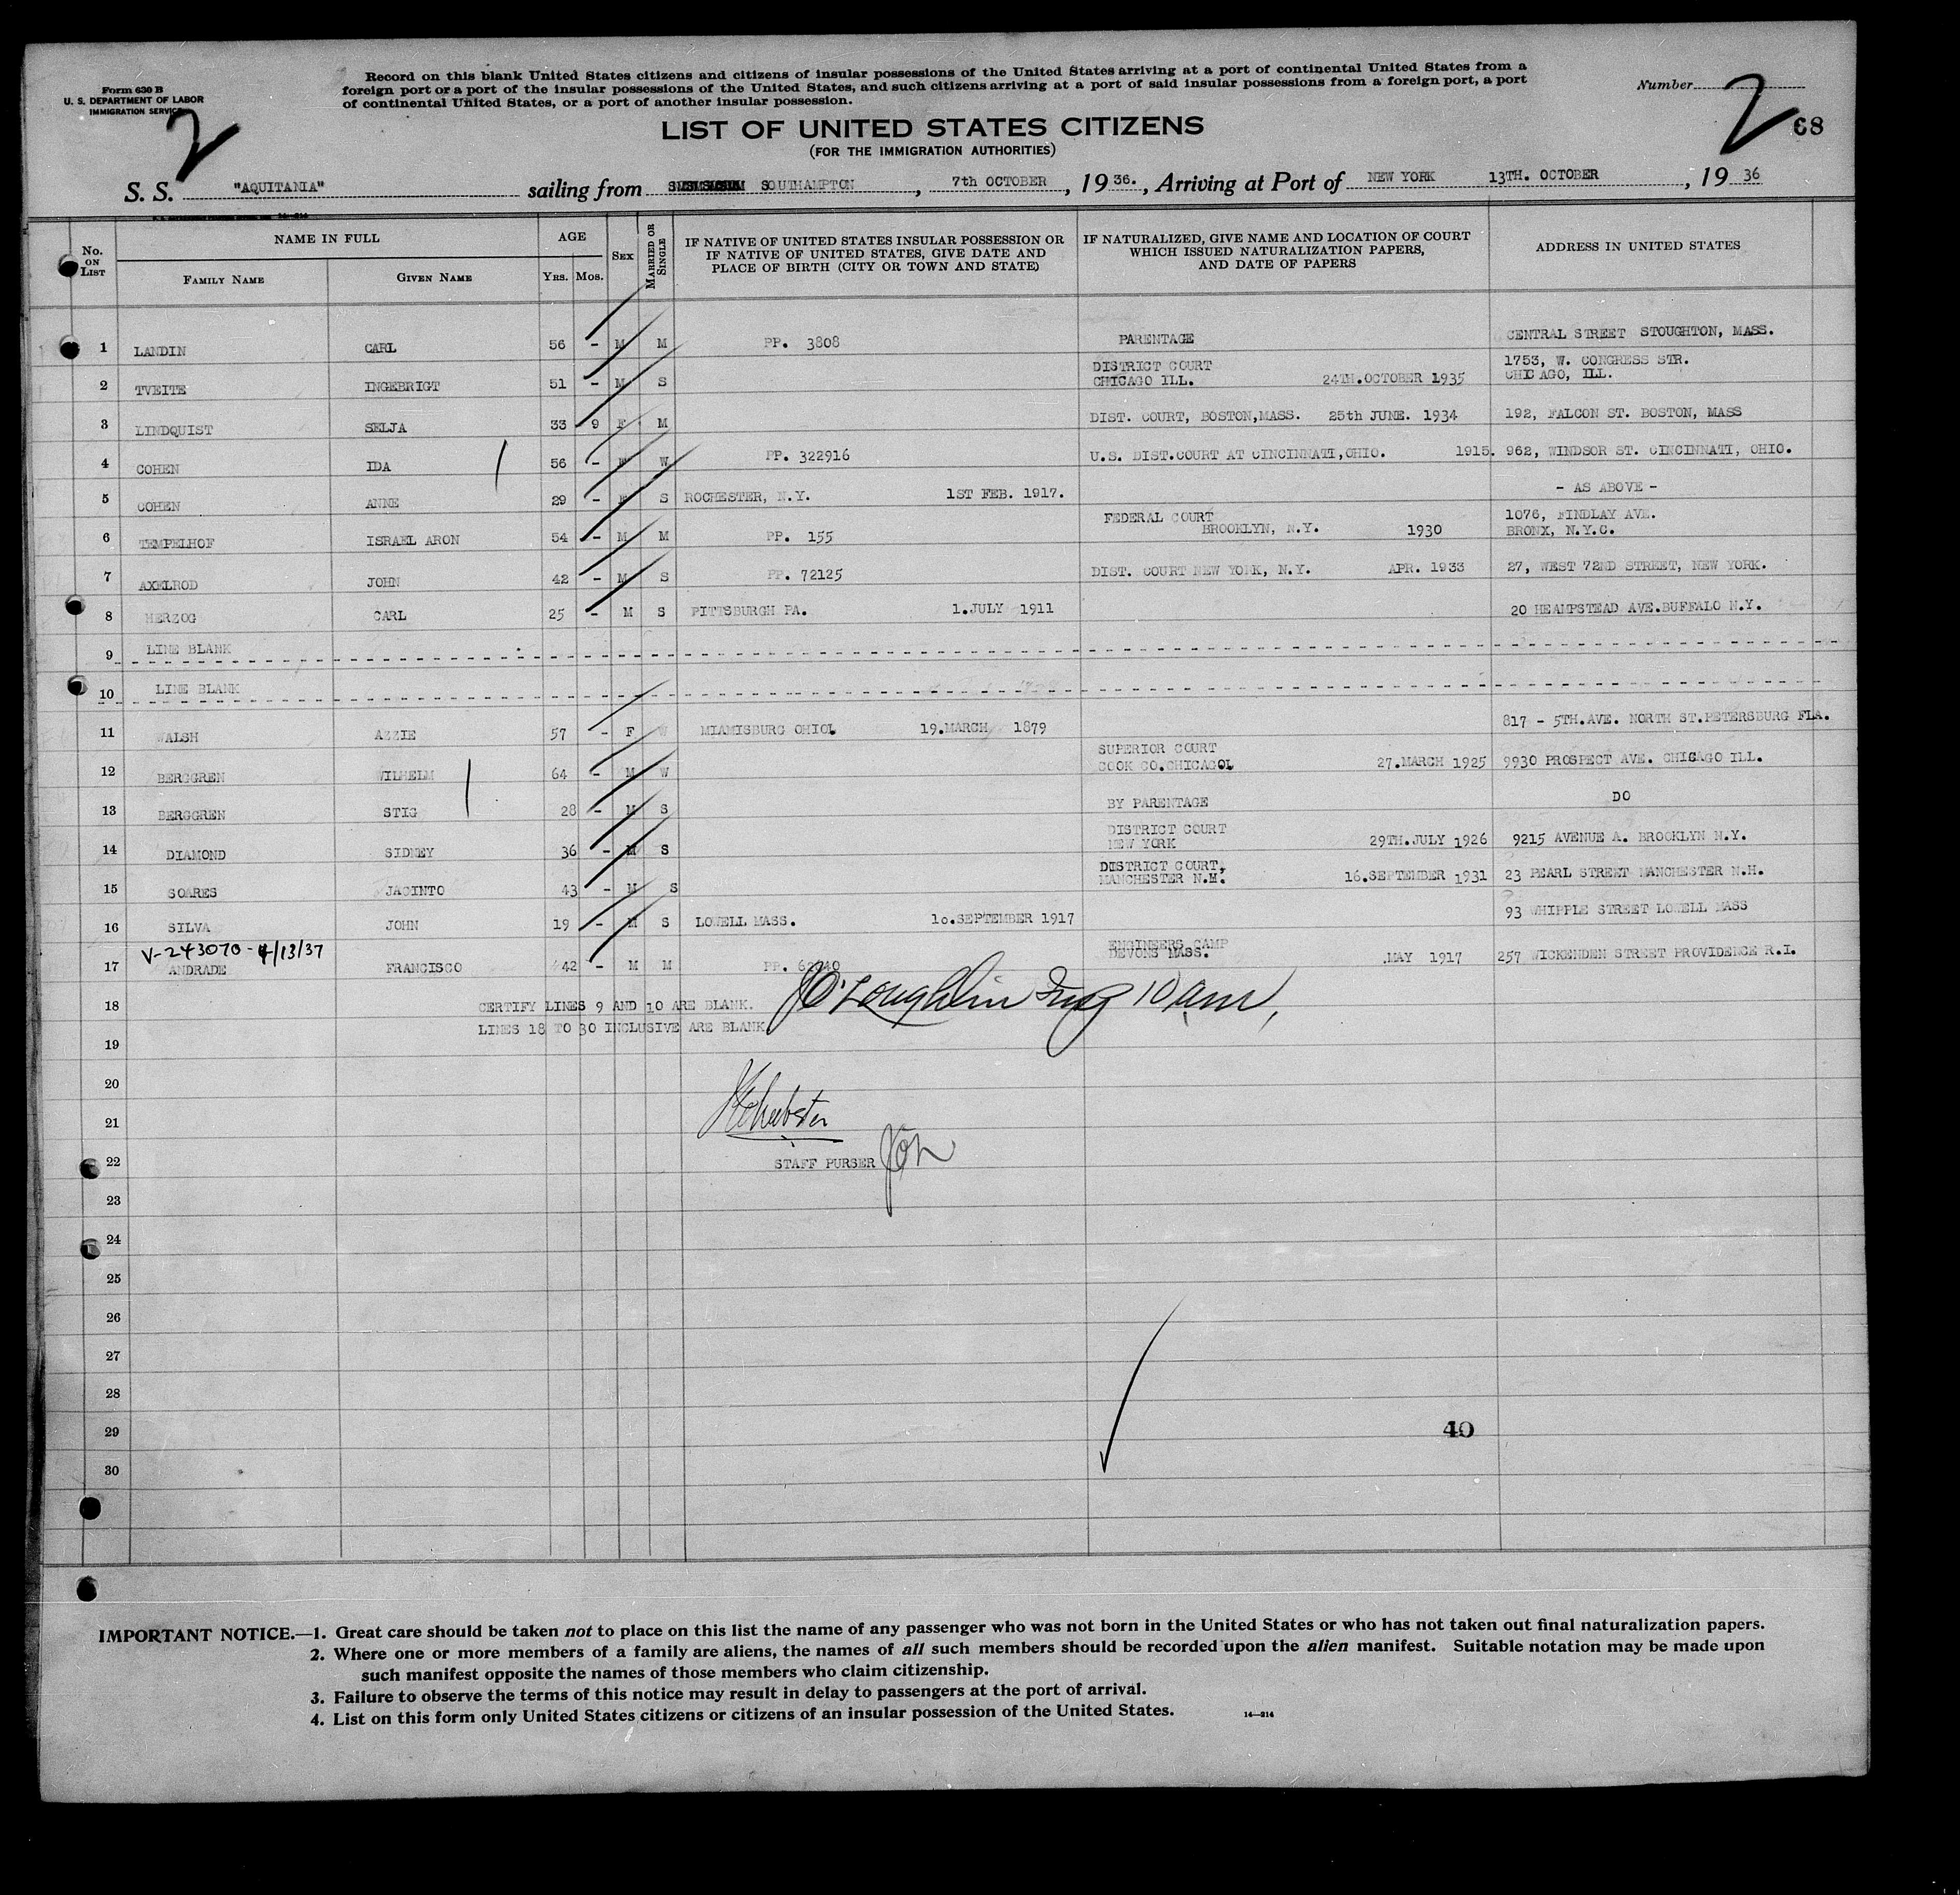 Form 630 B
U. S. DEPARTMENT OF LABOR
IMMIGRATION SERVICE
Record on this blank United States citizens and citizens of insular possessions of the United States arriving at a port of continental United States from a
foreign port or a port of the insular possessions of the United States, and such citizens arriving at a port of said insular possessions from a foreign port, a port
of continental United States, or a port of another insular possession.
Number
2
2
68
LIST OF UNITED STATES CITIZENS
(FOR THE IMMIGRATION AUTHORITIES)
S. S. "AQUITANIA" sailing from SOUTHAMPTON, 7th OCTOBER, 19 36., Arriving at Port of NEW YORK 13TH. OCTOBER, 19 36
No. ON LIST
NAME IN FULL
FAMILY NAME GIVEN NAME
AGE
YRS. MOS.
SEX
MARRIED OR SINGLE
IF NATIVE OF UNITED STATES INSULAR POSSESSION OR
IF NATIVE OF UNITED STATES, GIVE DATE AND
PLACE OF BIRTH (CITY OR TOWN AND STATE)
IF NATURALIZED, GIVE NAME AND LOCATION OF COURT
WHICH ISSUED NATURALIZATION PAPERS,
AND DATE OF PAPERS
ADDRESS IN UNITED STATES
1 LANDIN CARL 56 - M M PP. 3808 PARENTAGE CENTRAL STREET STOUGHTON, MASS.
2 TVEITE INGEBRIGT 51 - M S DISTRICT COURT CHICAGO ILL. 24TH.OCTOBER 1935 1753, W. CONGRESS STR. CHICAGO, ILL.
3 LINDQUIST SELJA 33 9 F M DIST. COURT, BOSTON,MASS. 25th JUNE. 1934 192, FALCON ST. BOSTON, MASS
4 COHEN IDA 56 - F W PP. 322916 U.S. DIST.COURT AT CINCINNATI,OHIO. 1915. 962, WINDSOR ST. CINCINNATI, OHIO.
5 COHEN ANNE 29 - F S ROCHESTER, N.Y. 1ST FEB. 1917. - AS ABOVE -
6 TEMPELHOF ISRAEL ARON 54 - M M PP. 155 FEDERAL COURT BROOKLYN, N.Y. 1930 1076, FINDLAY AVE. BRONX, N.Y.C.
7 AXELROD JOHN 42 - M S PP. 72125 DIST. COURT NEW YORK, N.Y. APR. 1933 27, WEST 72ND STREET, NEW YORK.
8 HERZOG CARL 25 - M S PITTSBURGH PA. 1.JULY 1911 20 HEAMPSTEAD AVE.BUFFALO N.Y.
9 LINE BLANK
10 LINE BLANK
11 WALSH AZZIE 57 - F W MIAMISBURG OHIO. 19.MARCH 1879 817 - 5TH.AVE. NORTH ST.PETERSBURG FLA.
12 BERGGREN WILHELM 64 - M W SUPERIOR COURT COOK CO.CHICAGO. 27.MARCH 1925 9930 PROSPECT AVE. CHICAGO ILL.
13 BERGGREN STIG 28 - M S BY PARENTAGE DO
14 DIAMOND SIDNEY 36 - M S DISTRICT COURT NEW YORK 29TH.JULY 1926 9215 AVENUE A. BROOKLYN N.Y.
15 SOARES JACINTO 43 - M S DISTRICT COURT, MANCHESTER N.H. 16.SEPTEMBER 1931 23 PEARL STREET MANCHESTER N.H.
16 SILVA JOHN 19 - M S LOWELL MASS. 10.SEPTEMBER 1917 93 WHIPPLE STREET LOWELL MASS
V-243070 - 4/13/37
17 ANDRADE FRANCISCO 42 - M M PP. ENGINEERS CAMP DEVONS MASS. MAY 1917 257 WICKENDEN STREET PROVIDENCE R.I.
18 CERTIFY LINES 9 AND 10 ARE BLANK.
LINES 18 TO 30 INCLUSIVE ARE BLANK
O'Loughlin Insp 10 am,
19
20
21
STAFF PURSER
22
23
24
25
26
27
28
29 40
30
IMPORTANT NOTICE.—1. Great care should be taken not to place on this list the name of any passenger who was not born in the United States or who has not taken out final naturalization papers.
2. Where one or more members of a family are aliens, the names of all such members should be recorded upon the alien manifest. Suitable notation may be made upon
such manifest opposite the names of those members who claim citizenship.
3. Failure to observe the terms of this notice may result in delay to passengers at the port of arrival.
4. List on this form only United States citizens or citizens of an insular possession of the United States.
14—214